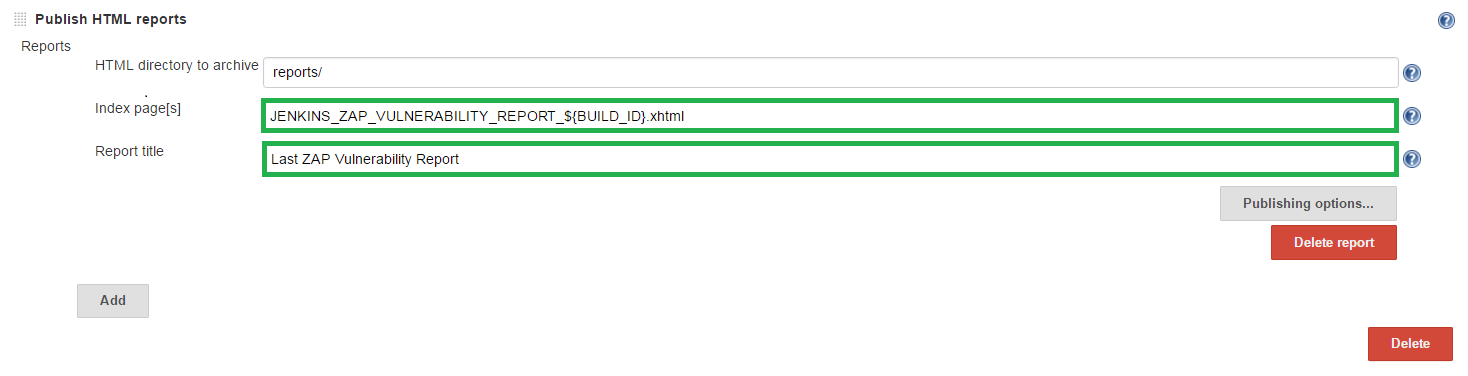 Publish HTML reports
Reports
HTML directory to archive reports/
Index page[s] JENKINS_ZAP_VULNERABILITY_REPORT_${BUILD_ID}.xhtml
Report title Last ZAP Vulnerability Report
Publishing options...
Delete report
Add
Delete